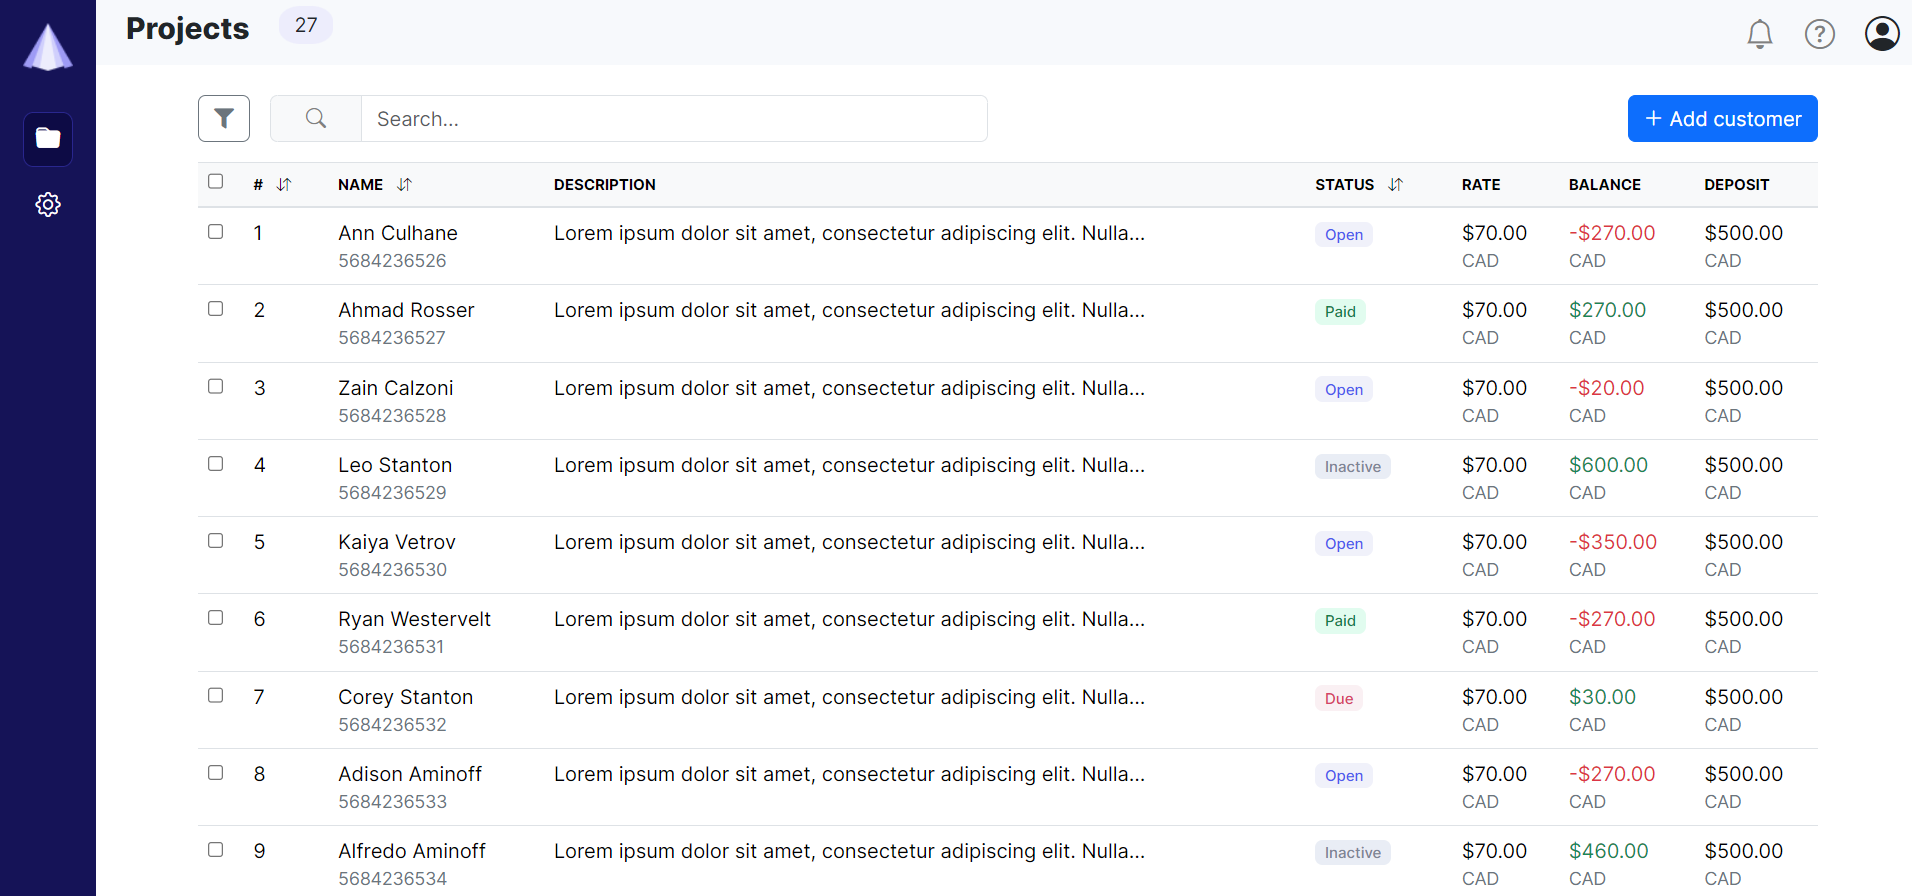 Projects 27
Search...
+ Add customer
# NAME DESCRIPTION STATUS RATE BALANCE DEPOSIT
1 Ann Culhane Lorem ipsum dolor sit amet, consectetur adipiscing elit. Nulla... Open $70.00 -$270.00 $500.00
5684236526 CAD CAD CAD
2 Ahmad Rosser Lorem ipsum dolor sit amet, consectetur adipiscing elit. Nulla... Paid $70.00 $270.00 $500.00
5684236527 CAD CAD CAD
3 Zain Calzoni Lorem ipsum dolor sit amet, consectetur adipiscing elit. Nulla... Open $70.00 -$20.00 $500.00
5684236528 CAD CAD CAD
4 Leo Stanton Lorem ipsum dolor sit amet, consectetur adipiscing elit. Nulla... Inactive $70.00 $600.00 $500.00
5684236529 CAD CAD CAD
5 Kaiya Vetrov Lorem ipsum dolor sit amet, consectetur adipiscing elit. Nulla... Open $70.00 -$350.00 $500.00
5684236530 CAD CAD CAD
6 Ryan Westervelt Lorem ipsum dolor sit amet, consectetur adipiscing elit. Nulla... Paid $70.00 -$270.00 $500.00
5684236531 CAD CAD CAD
7 Corey Stanton Lorem ipsum dolor sit amet, consectetur adipiscing elit. Nulla... Due $70.00 $30.00 $500.00
5684236532 CAD CAD CAD
8 Adison Aminoff Lorem ipsum dolor sit amet, consectetur adipiscing elit. Nulla... Open $70.00 -$270.00 $500.00
5684236533 CAD CAD CAD
9 Alfredo Aminoff Lorem ipsum dolor sit amet, consectetur adipiscing elit. Nulla... Inactive $70.00 $460.00 $500.00
5684236534 CAD CAD CAD